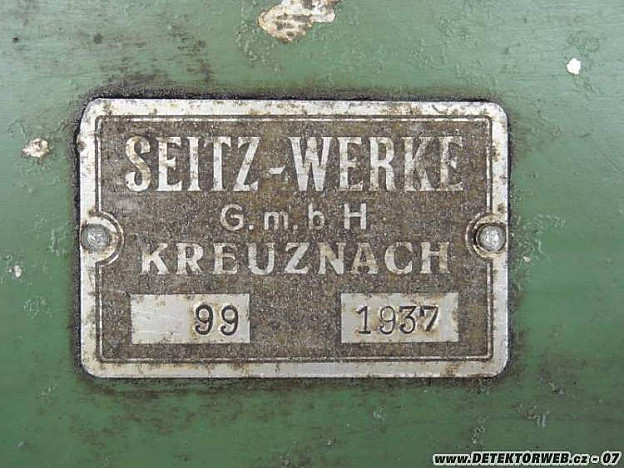 SEITZ-WERKE
G.m.b H
KREUZNACH
99 1937
www.DETEKTORWEB.cz - 07